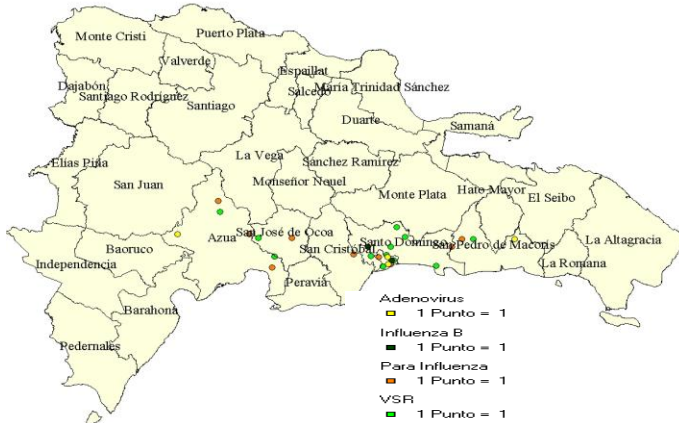 Monte Cristi
Puerto Plata
Valverde
Espaillat
Dajabón
Santiago Rodríguez
Salcedo
María Trinidad Sánchez
Santiago
Duarte
Samaná
La Vega
Sánchez Ramírez
Elías Piña
San Juan
Monseñor Nouel
Monte Plata
Hato Mayor
El Seibo
Azua
San José de Ocoa
San Cristóbal
Santo Domingo
San Pedro de Macorís
La Altagracia
Baoruco
Independencia
La Romana
Peravia
Barahona
Pedernales
Adenovirus
1 Punto = 1
Influenza B
1 Punto = 1
Para Influenza
1 Punto = 1
VSR
1 Punto = 1